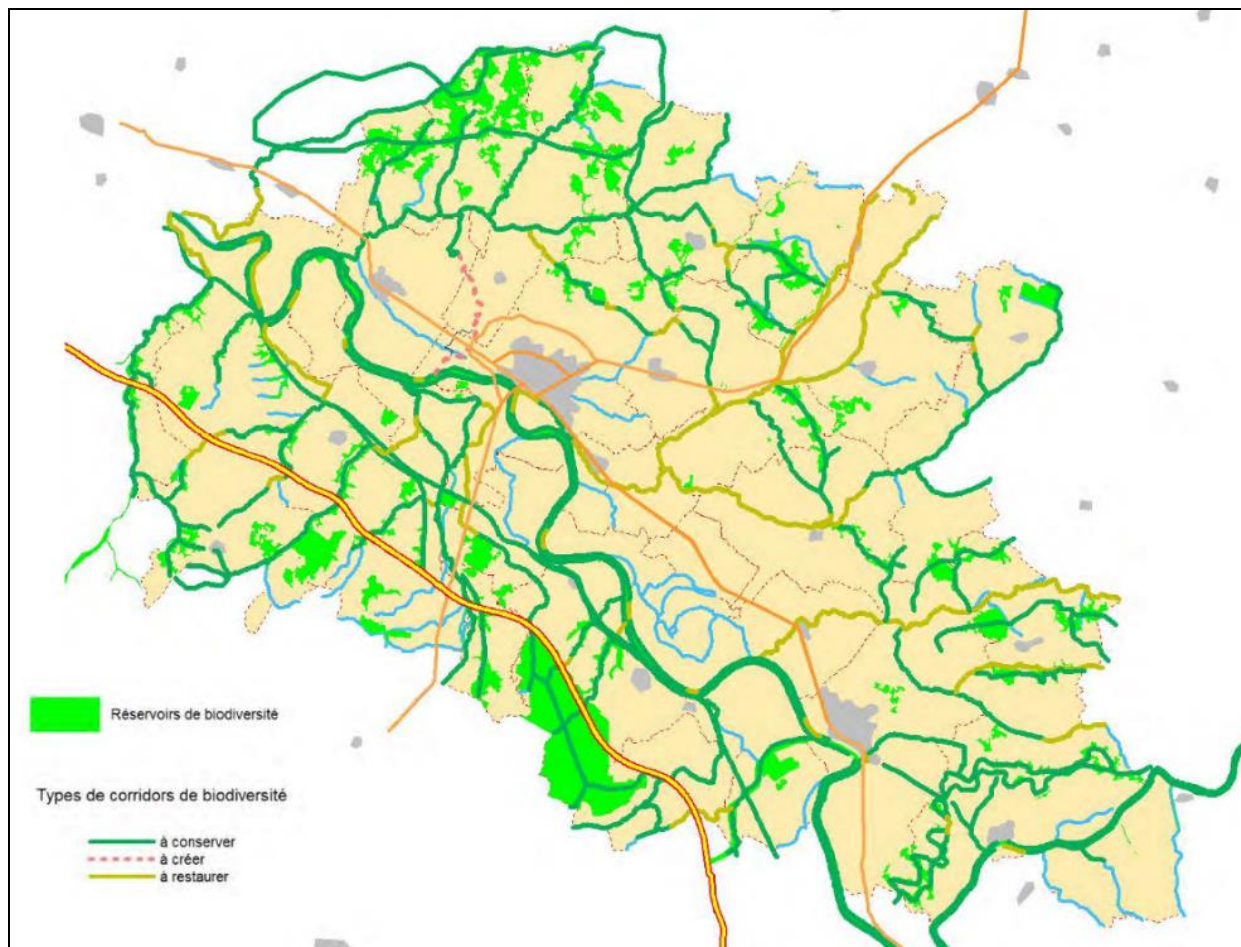 Réservoirs de biodiversité
Types de corridors de biodiversité
à conserver
à créer
à restaurer